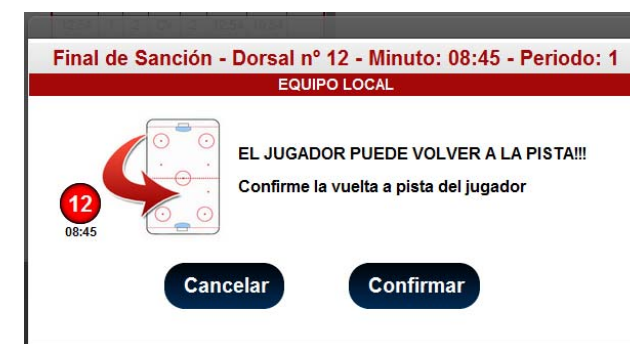 Final de Sanción - Dorsal nº 12 - Minuto: 08:45 - Periodo: 1
EQUIPO LOCAL
EL JUGADOR PUEDE VOLVER A LA PISTA!!!
Confirme la vuelta a pista del jugador
12
08:45
Cancelar
Confirmar